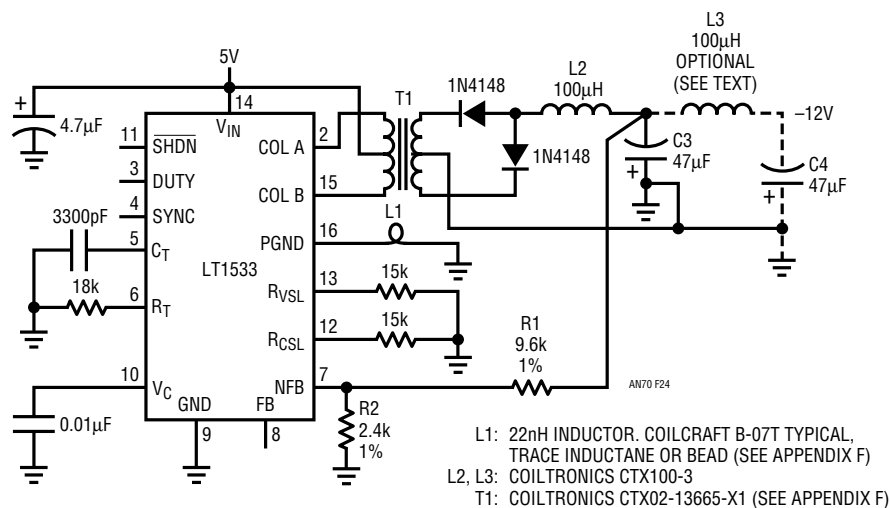 L3
100µH
OPTIONAL
(SEE TEXT)
5V
1N4148
L2
100µH
T1
+
4.7µF
14
VIN
11
SHDN
COL A
2
–12V
3
DUTY
1N4148
C3
47µF
+
C4
47µF
+
4
SYNC
COL B
15
3300pF
5
CT
L1
PGND
16
LT1533
18k
6
RT
RVSL
13
15k
RCSL
12
15k
R1
9.6k
1%
10
VC
NFB
7
AN70 F24
0.01µF
GND
FB
9
8
R2
2.4k
1%
L1: 22nH INDUCTOR. COILCRAFT B-07T TYPICAL,
TRACE INDUCTANE OR BEAD (SEE APPENDIX F)
L2, L3: COILTRONICS CTX100-3
T1: COILTRONICS CTX02-13665-X1 (SEE APPENDIX F)